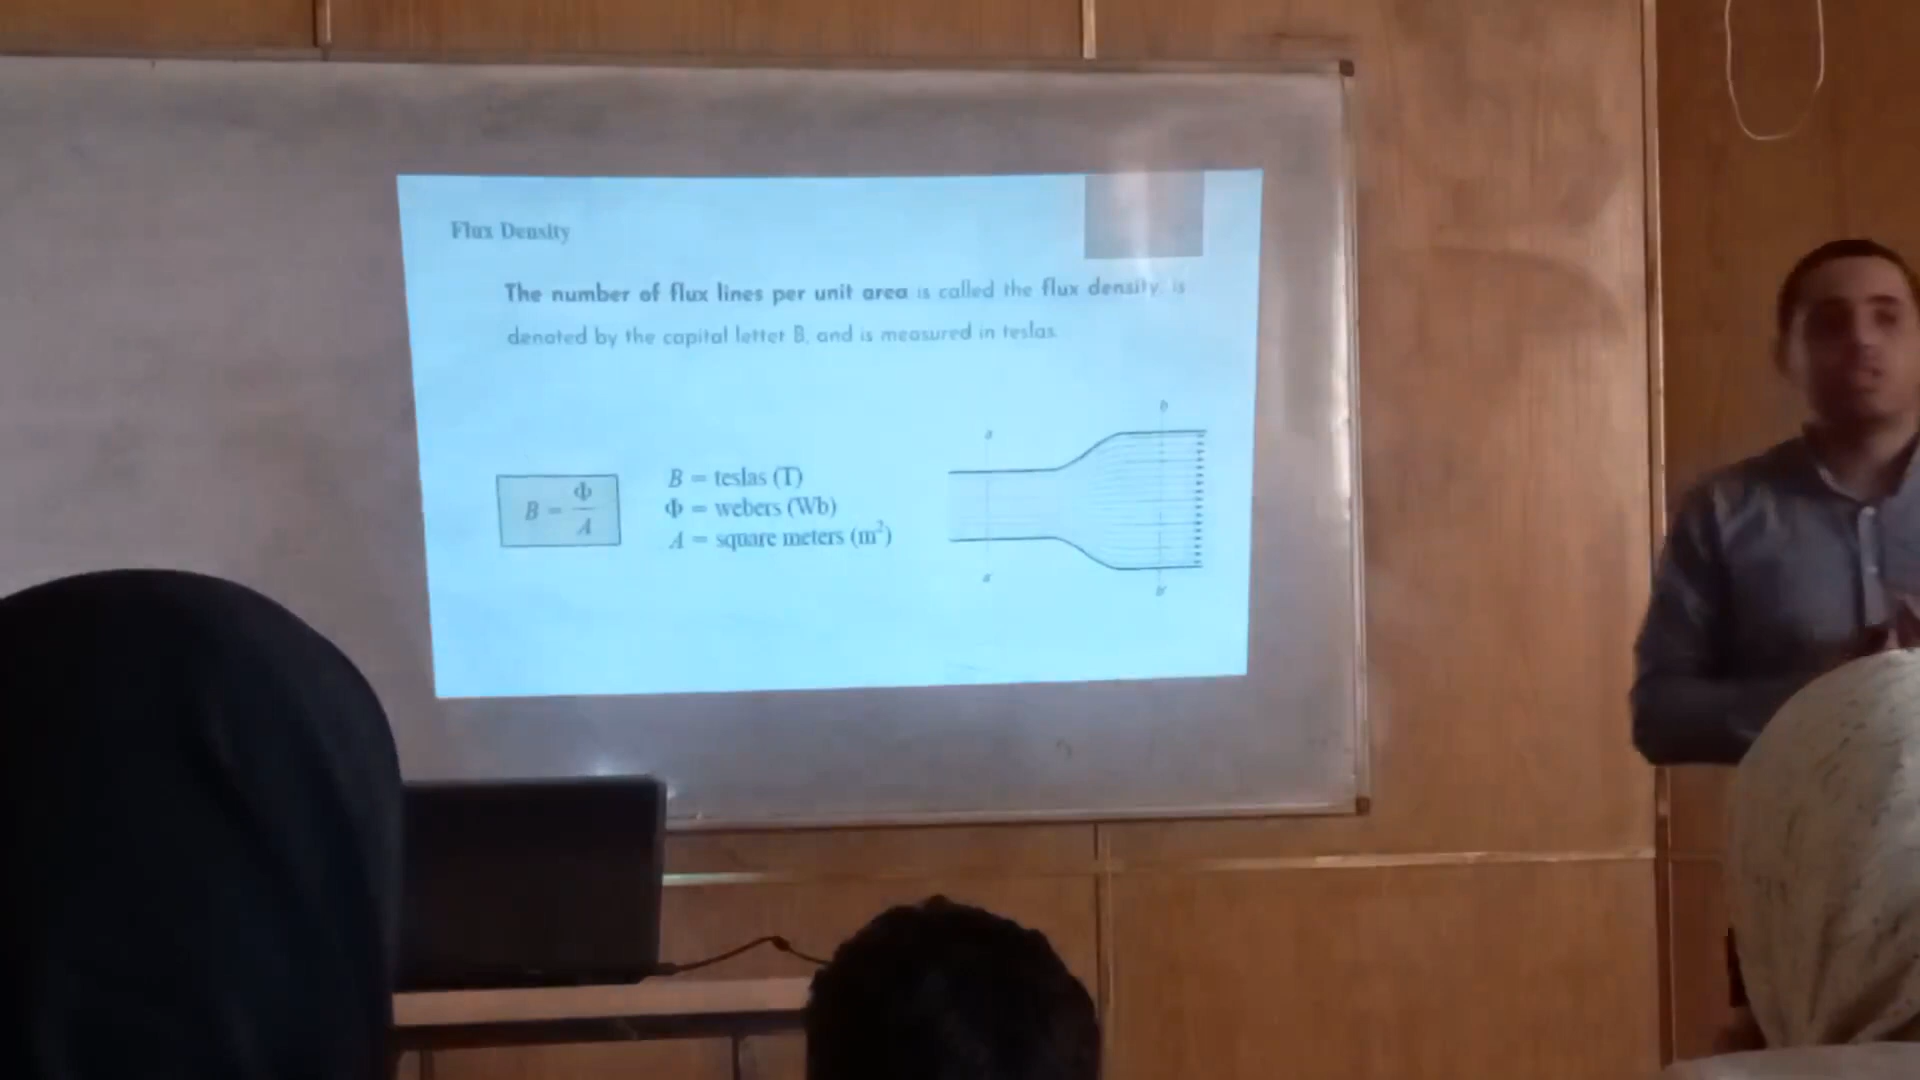 Flux Density
The number of flux lines per unit area is called the flux density, is
denoted by the capital letter B, and is measured in teslas.
B = Φ / A
B = teslas (T)
Φ = webers (Wb)
A = square meters (m²)
a
b
a'
b'